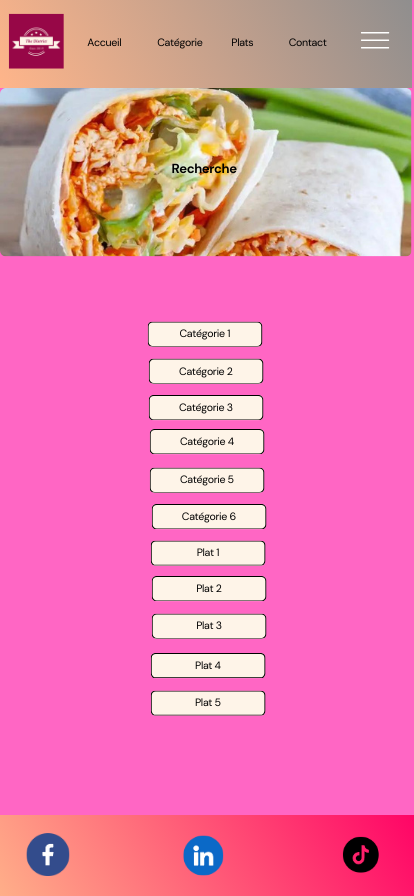 Accueil Catégorie Plats Contact
Recherche
Catégorie 1
Catégorie 2
Catégorie 3
Catégorie 4
Catégorie 5
Catégorie 6
Plat 1
Plat 2
Plat 3
Plat 4
Plat 5